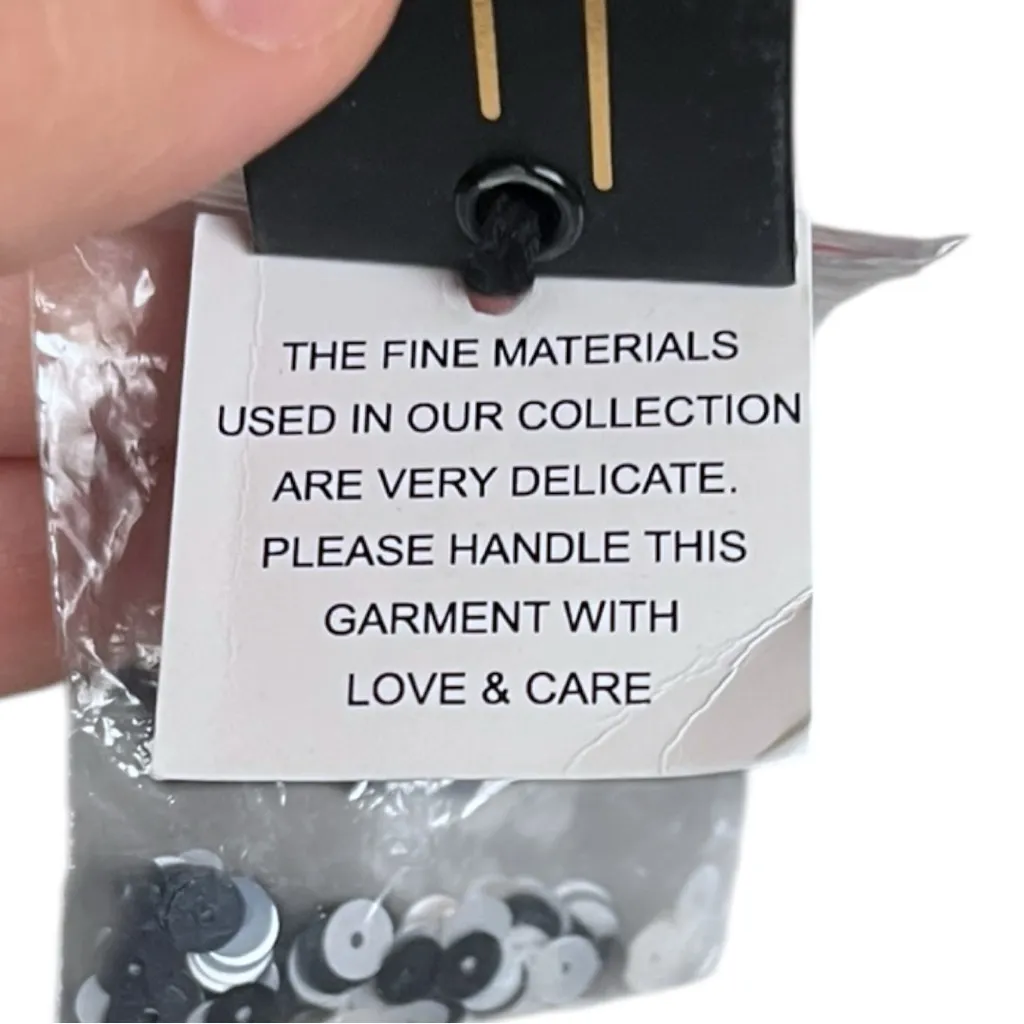 THE FINE MATERIALS
USED IN OUR COLLECTION
ARE VERY DELICATE.
PLEASE HANDLE THIS
GARMENT WITH
LOVE & CARE